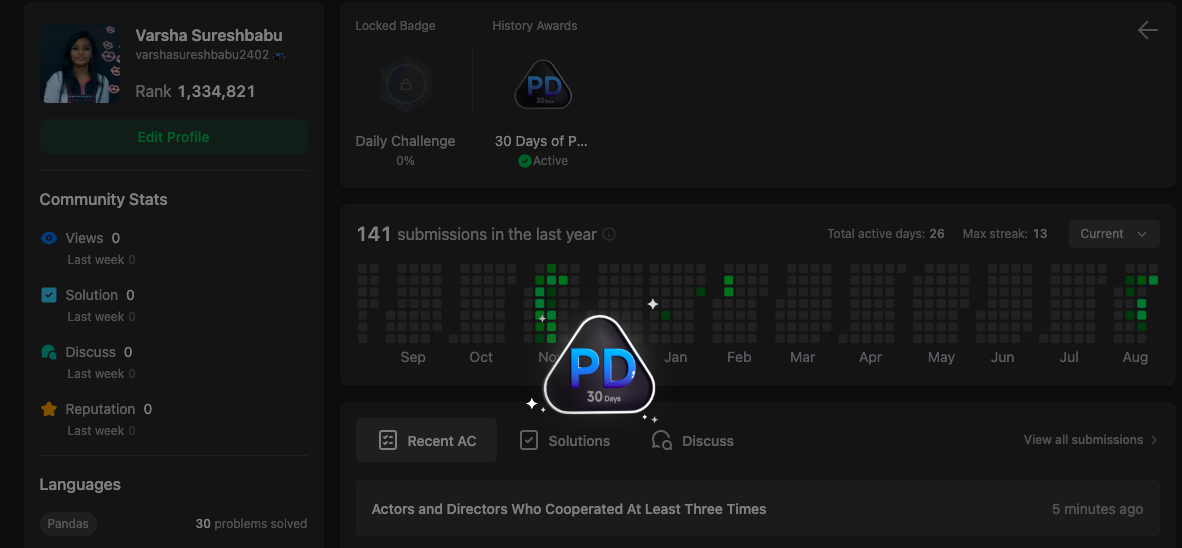 Varsha Sureshbabu
varshasureshbabu2402
Rank 1,334,821
Edit Profile
Community Stats
Views 0
Last week 0
Solution 0
Last week 0
Discuss 0
Last week 0
Reputation 0
Last week 0
Languages
Pandas
30 problems solved
Locked Badge
History Awards
PD
30 Days
Daily Challenge
0%
30 Days of P...
Active
141 submissions in the last year
Total active days: 26
Max streak: 13
Current
Sep Oct Jan Feb Mar Apr May Jun Jul Aug
PD
30 Days
Recent AC
Solutions
Discuss
View all submissions
Actors and Directors Who Cooperated At Least Three Times
5 minutes ago